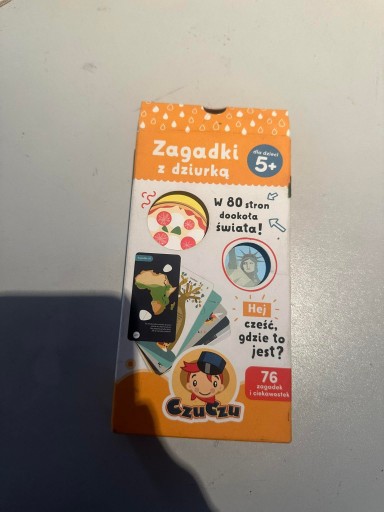 Zagadki
z dziurką
dla dzieci
5+
W 80 stron
dookoła
świata!
Hej
cześć,
gdzie to
jest?
76
zagadek
i ciekawostek
CzuCzu